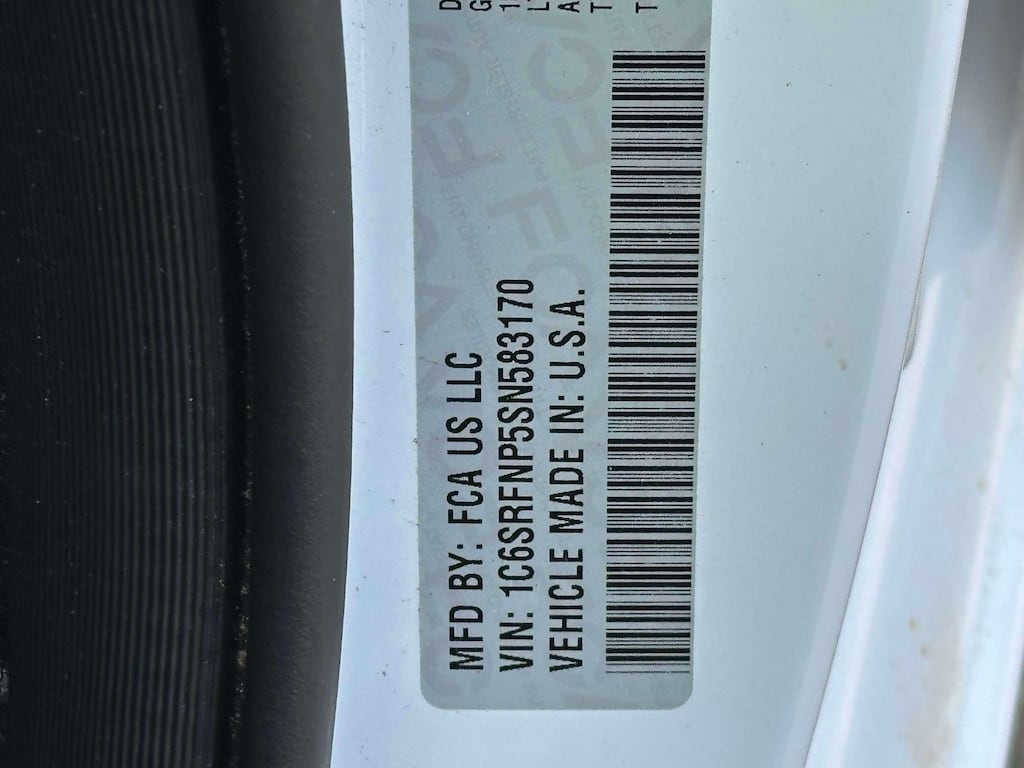 MFD BY: FCA US LLC
VIN: 1C6SRFNP5SN583170
VEHICLE MADE IN: U.S.A.